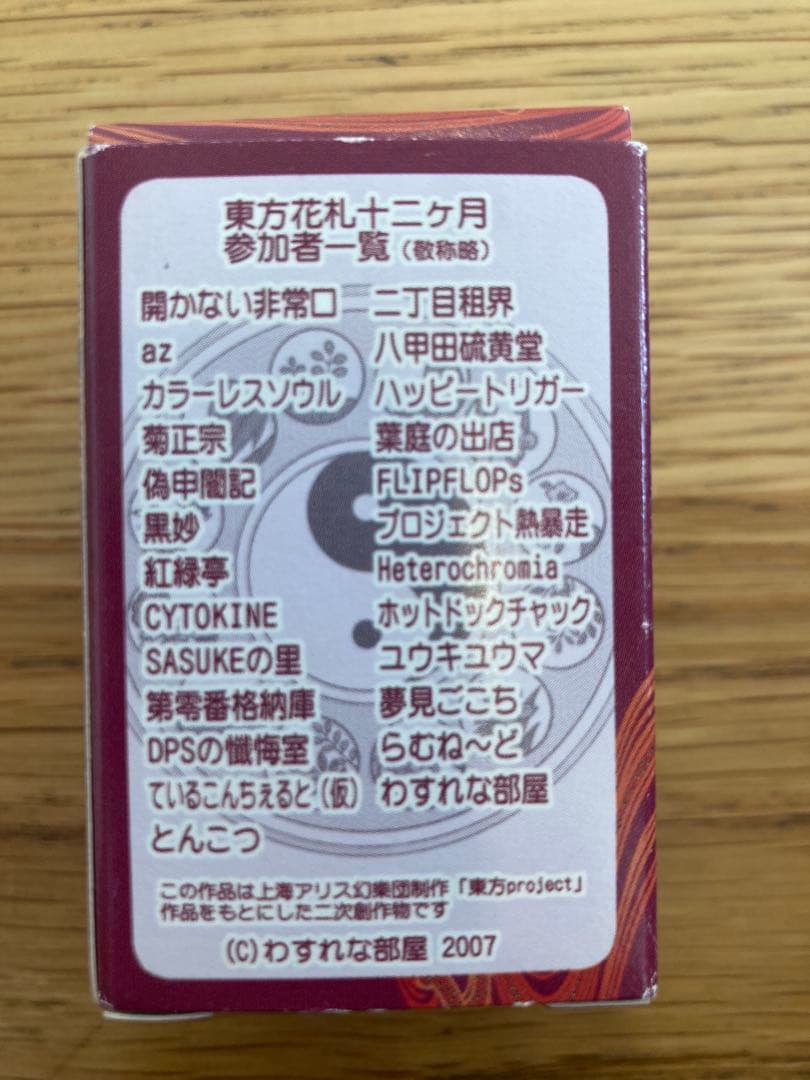 東方花札十二ヶ月
参加者一覧（敬称略）
開かない非常口
az
カラーレスソウル
菊正宗
偽申闇記
黒妙
紅緑亭
CYTOKINE
SASUKEの里
第零番格納庫
DPSの懺悔室
ているこんちぇると（仮）
とんこつ
二丁目租界
八甲田硫黄堂
ハッピートリガー
葉庭の出店
FLIPFLOPs
プロジェクト熱暴走
Heterochromia
ホットドックチャック
ユウキユウマ
夢見ごこち
らむね～ど
わすれな部屋
この作品は上海アリス幻樂団制作「東方project」
作品をもとにした二次創作物です
(C)わすれな部屋 2007